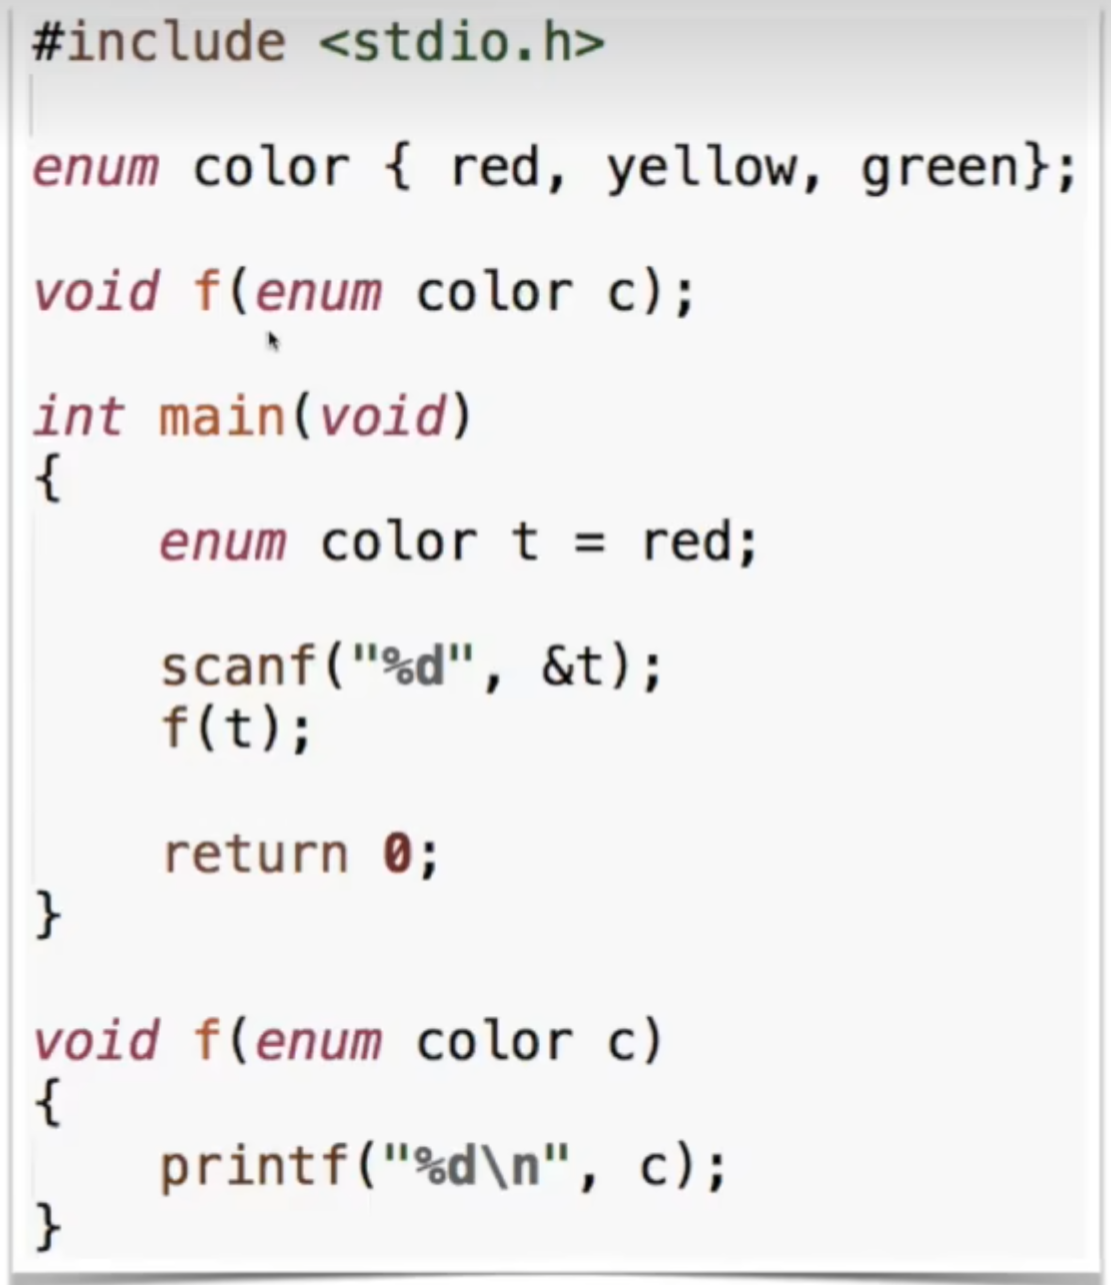 #include <stdio.h>
enum color { red, yellow, green};
void f(enum color c);
int main(void)
{
    enum color t = red;
    scanf("%d", &t);
    f(t);
    return 0;
}
void f(enum color c)
{
    printf("%d\n", c);
}